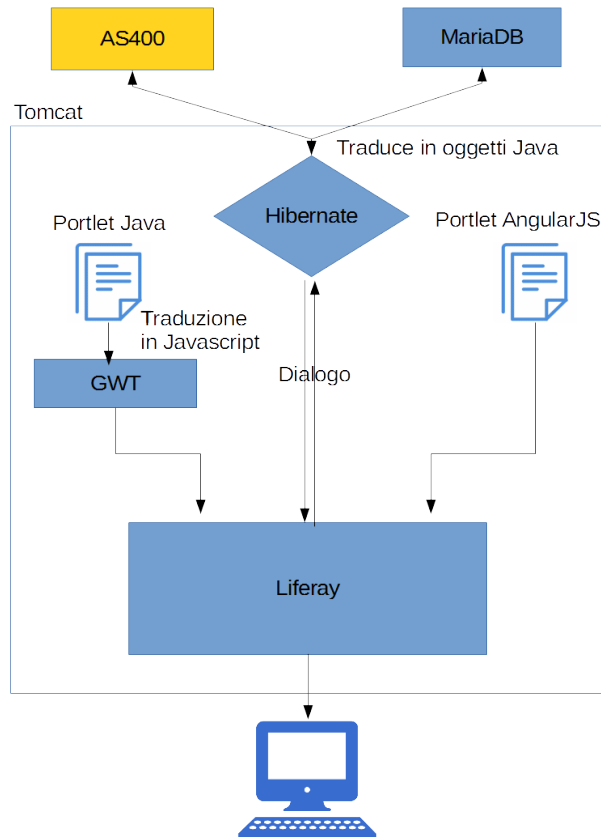 AS400
MariaDB
Tomcat
Traduce in oggetti Java
Hibernate
Portlet Java
Portlet AngularJS
Traduzione
in Javascript
Dialogo
GWT
Liferay